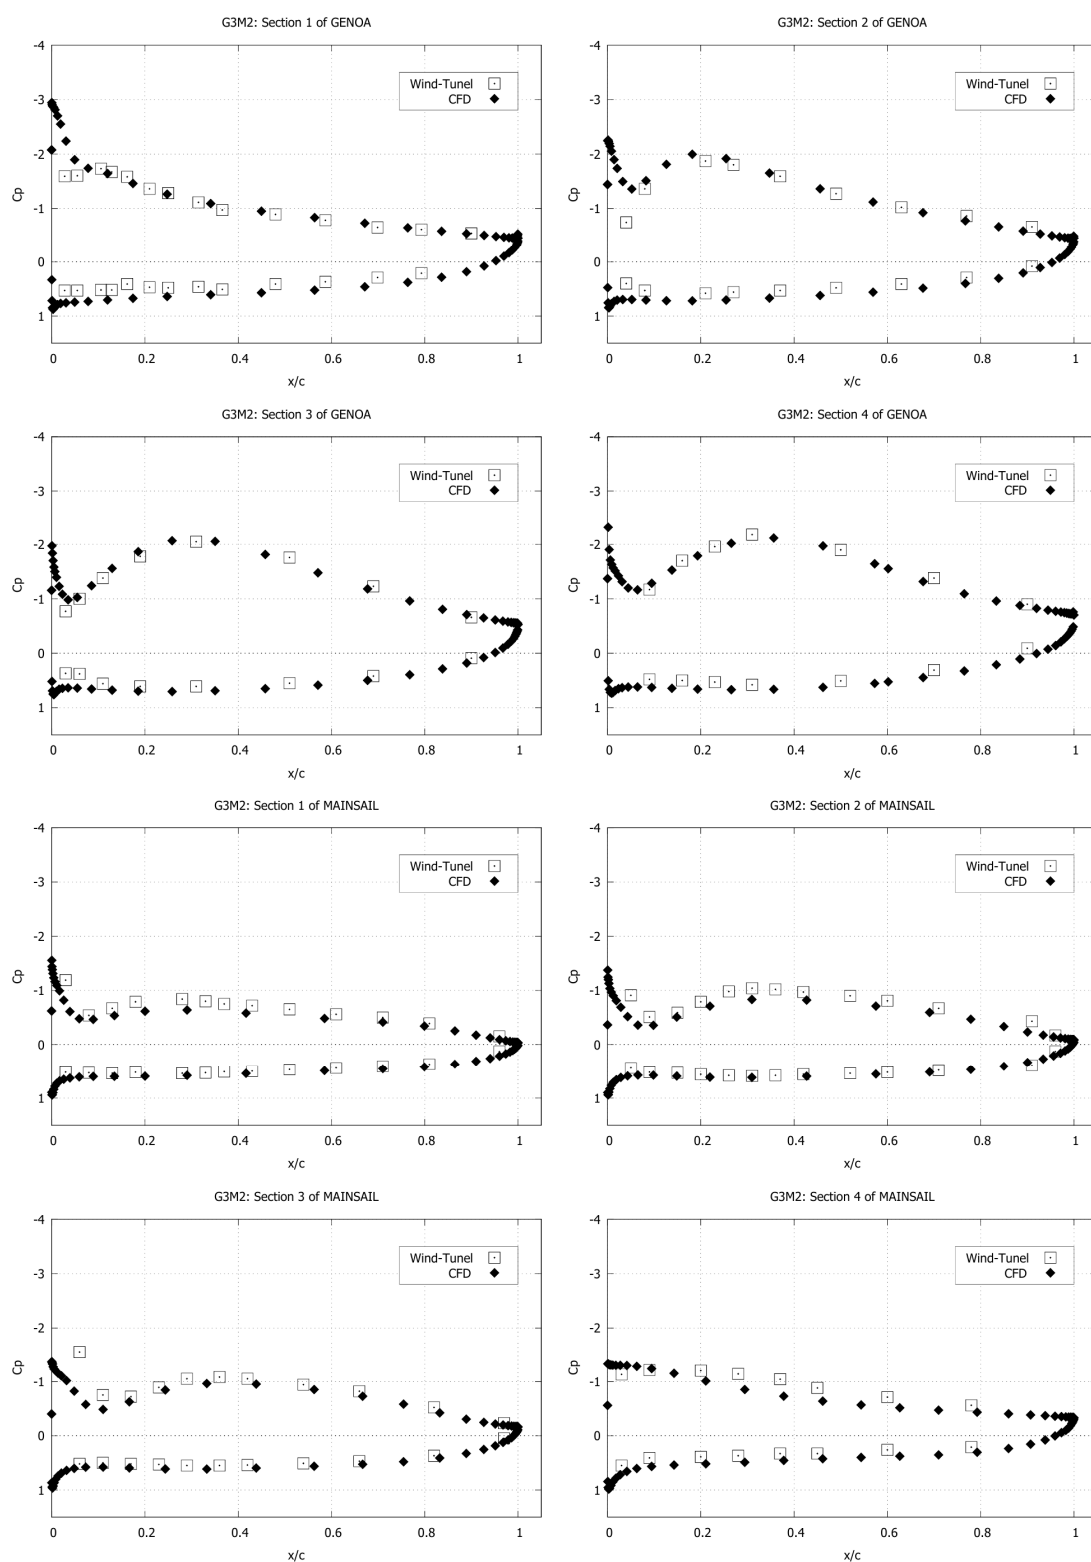 G3M2: Section 1 of GENOA
-4
-3
-2
-1
0
1
Cp
Wind-Tunel
CFD
0 0.2 0.4 0.6 0.8 1
x/c
G3M2: Section 2 of GENOA
-4
-3
-2
-1
0
1
Wind-Tunel
CFD
0 0.2 0.4 0.6 0.8 1
x/c
G3M2: Section 3 of GENOA
-4
-3
-2
-1
0
1
Cp
Wind-Tunel
CFD
0 0.2 0.4 0.6 0.8 1
x/c
G3M2: Section 4 of GENOA
-4
-3
-2
-1
0
1
Wind-Tunel
CFD
0 0.2 0.4 0.6 0.8 1
x/c
G3M2: Section 1 of MAINSAIL
-4
-3
-2
-1
0
1
Cp
Wind-Tunel
CFD
0 0.2 0.4 0.6 0.8 1
x/c
G3M2: Section 2 of MAINSAIL
-4
-3
-2
-1
0
1
Wind-Tunel
CFD
0 0.2 0.4 0.6 0.8 1
x/c
G3M2: Section 3 of MAINSAIL
-4
-3
-2
-1
0
1
Cp
Wind-Tunel
CFD
0 0.2 0.4 0.6 0.8 1
x/c
G3M2: Section 4 of MAINSAIL
-4
-3
-2
-1
0
1
Wind-Tunel
CFD
0 0.2 0.4 0.6 0.8 1
x/c